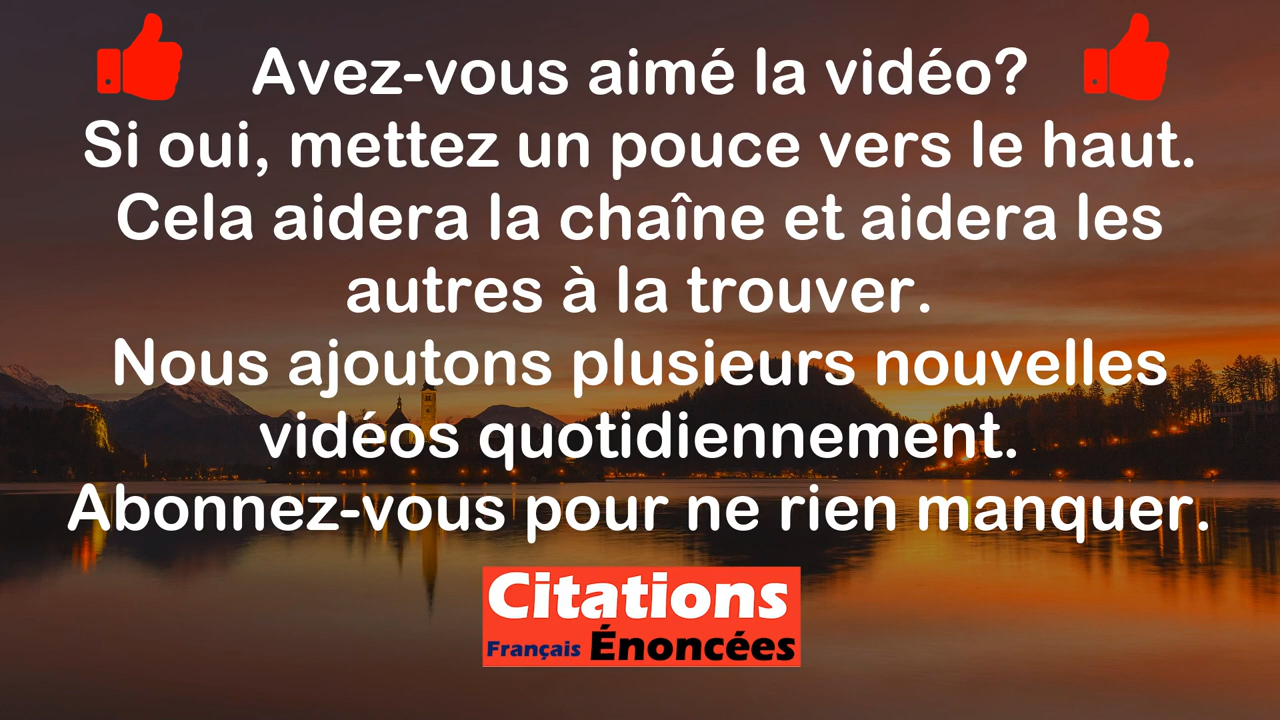 Avez-vous aimé la vidéo?
Si oui, mettez un pouce vers le haut.
Cela aidera la chaîne et aidera les
autres à la trouver.
Nous ajoutons plusieurs nouvelles
vidéos quotidiennement.
Abonnez-vous pour ne rien manquer.
Citations
Français Énoncées